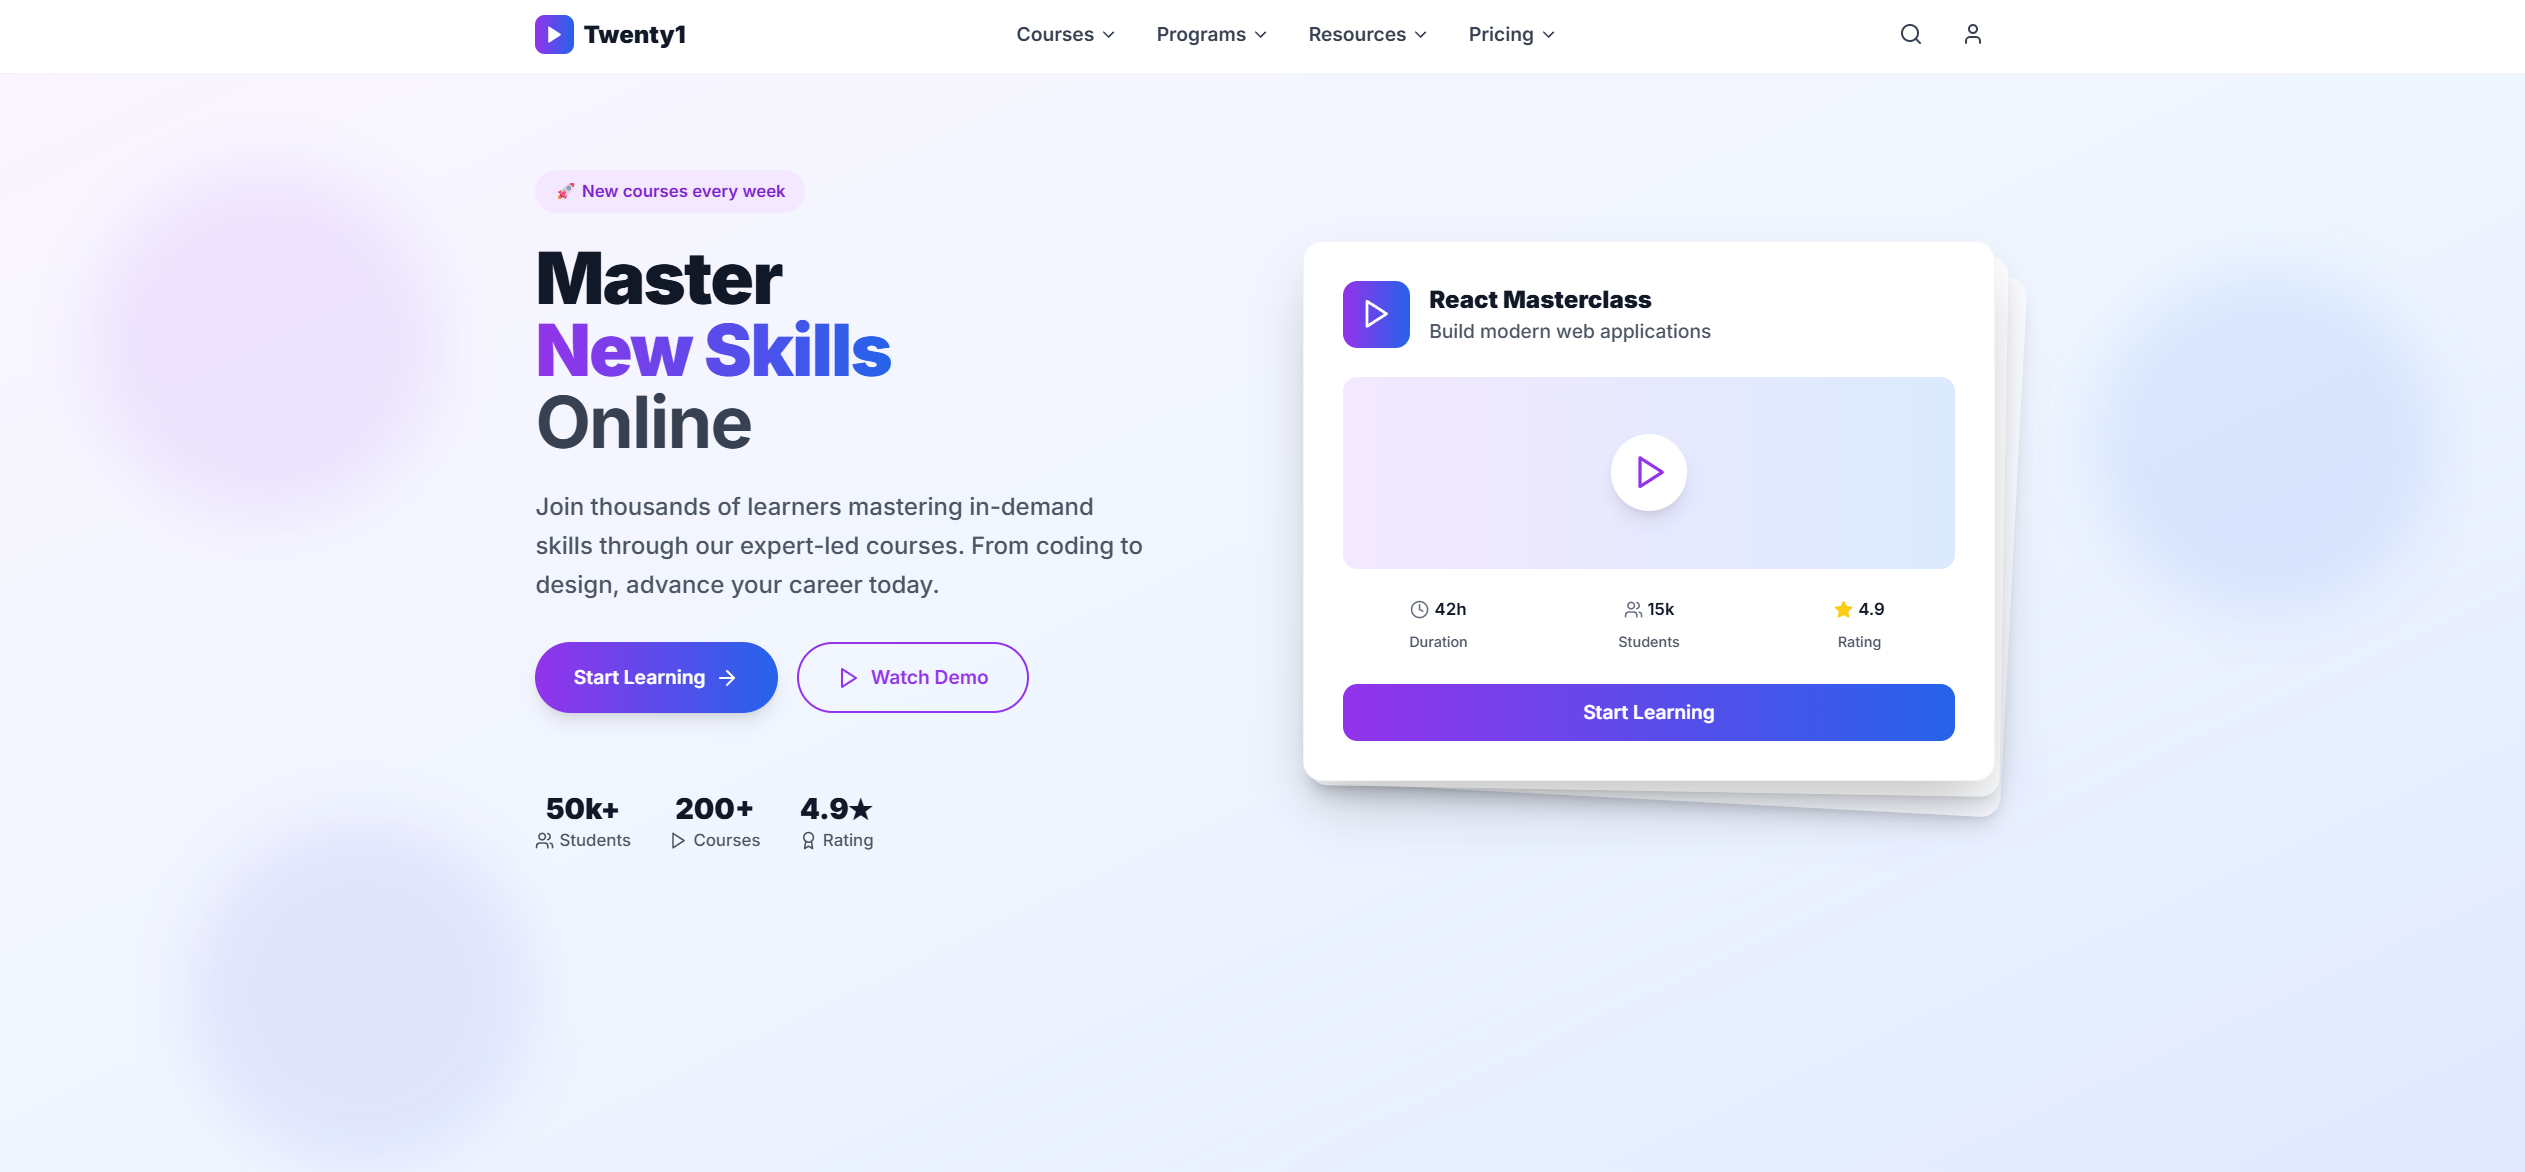 Twenty1
Courses
Programs
Resources
Pricing
🚀 New courses every week
Master
New Skills
Online
Join thousands of learners mastering in-demand
skills through our expert-led courses. From coding to
design, advance your career today.
Start Learning →
Watch Demo
50k+
Students
200+
Courses
4.9★
Rating
React Masterclass
Build modern web applications
42h
Duration
15k
Students
4.9
Rating
Start Learning